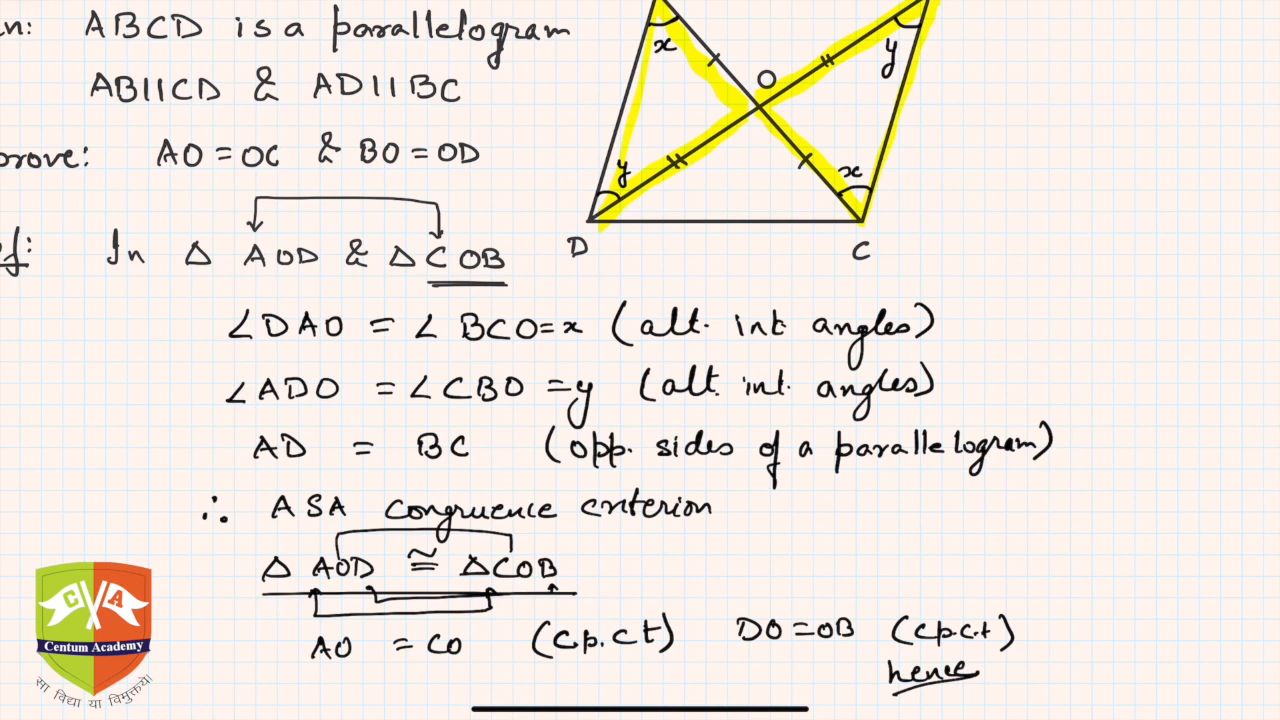 n: ABCD is a parallelogram
AB||CD & AD||BC
prove: AO = OC & BO = OD
f: In △ AOD & △ COB
∠DAO = ∠BCO = x (alt. int angles)
∠ADO = ∠CBO = y (alt. int. angles)
AD = BC (opp. sides of a parallelogram)
∴ ASA congruence criterion
△ AOD ≅ △COB
AO = CO (c.p.c.t) DO = OB (c.p.c.t)
hence
x
y
O
y
x
D
C
C A
Centum Academy
सा विद्या या विमुक्तये।